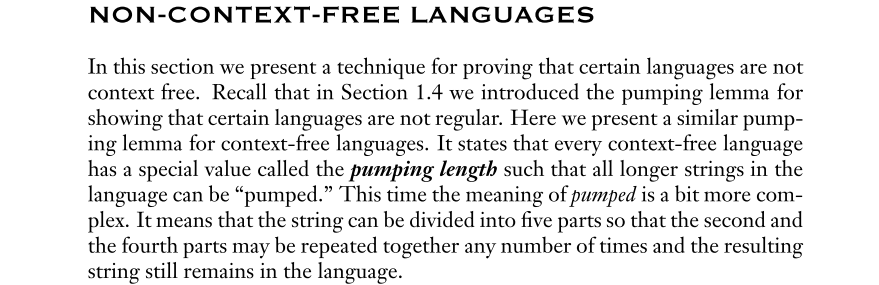 NON-CONTEXT-FREE LANGUAGES
In this section we present a technique for proving that certain languages are not
context free. Recall that in Section 1.4 we introduced the pumping lemma for
showing that certain languages are not regular. Here we present a similar pump-
ing lemma for context-free languages. It states that every context-free language
has a special value called the pumping length such that all longer strings in the
language can be “pumped.” This time the meaning of pumped is a bit more com-
plex. It means that the string can be divided into five parts so that the second and
the fourth parts may be repeated together any number of times and the resulting
string still remains in the language.